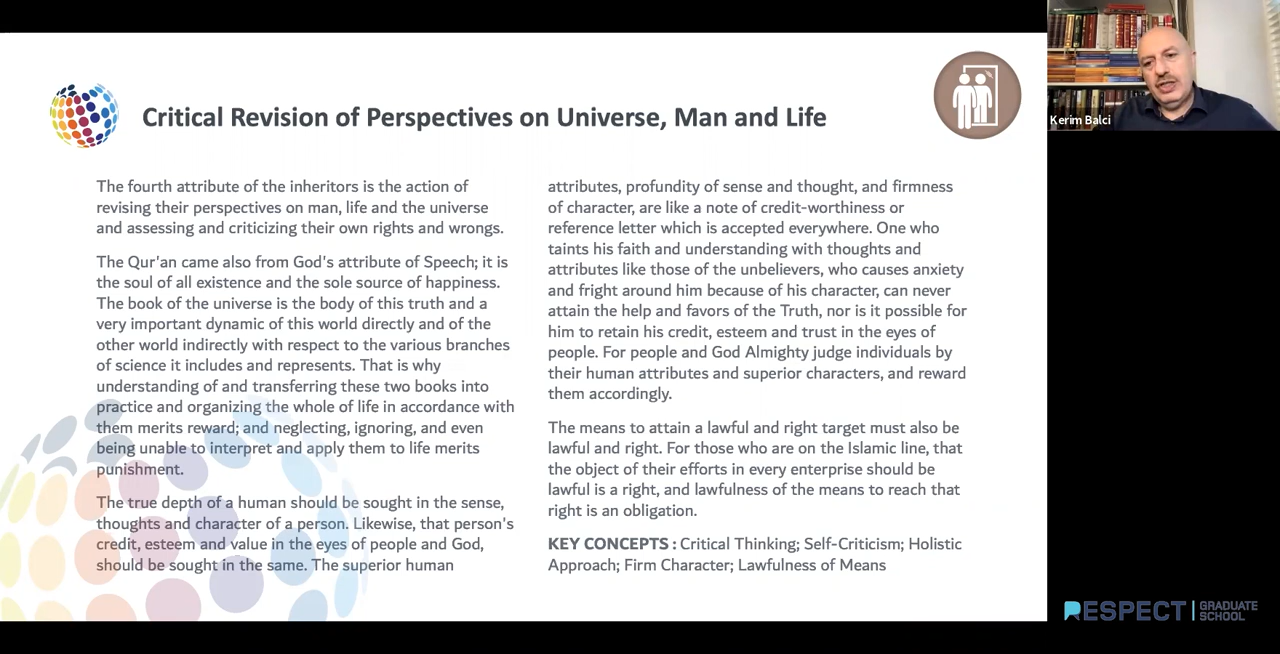 Critical Revision of Perspectives on Universe, Man and Life
The fourth attribute of the inheritors is the action of
revising their perspectives on man, life and the universe
and assessing and criticizing their own rights and wrongs.
The Qur'an came also from God's attribute of Speech; it is
the soul of all existence and the sole source of happiness.
The book of the universe is the body of this truth and a
very important dynamic of this world directly and of the
other world indirectly with respect to the various branches
of science it includes and represents. That is why
understanding of and transferring these two books into
practice and organizing the whole of life in accordance with
them merits reward; and neglecting, ignoring, and even
being unable to interpret and apply them to life merits
punishment.
The true depth of a human should be sought in the sense,
thoughts and character of a person. Likewise, that person's
credit, esteem and value in the eyes of people and God,
should be sought in the same. The superior human
attributes, profundity of sense and thought, and firmness
of character, are like a note of credit-worthiness or
reference letter which is accepted everywhere. One who
taints his faith and understanding with thoughts and
attributes like those of the unbelievers, who causes anxiety
and fright around him because of his character, can never
attain the help and favors of the Truth, nor is it possible for
him to retain his credit, esteem and trust in the eyes of
people. For people and God Almighty judge individuals by
their human attributes and superior characters, and reward
them accordingly.
The means to attain a lawful and right target must also be
lawful and right. For those who are on the Islamic line, that
the object of their efforts in every enterprise should be
lawful is a right, and lawfulness of the means to reach that
right is an obligation.
KEY CONCEPTS : Critical Thinking; Self-Criticism; Holistic
Approach; Firm Character; Lawfulness of Means
Kerim Balci
RESPECT GRADUATE
SCHOOL